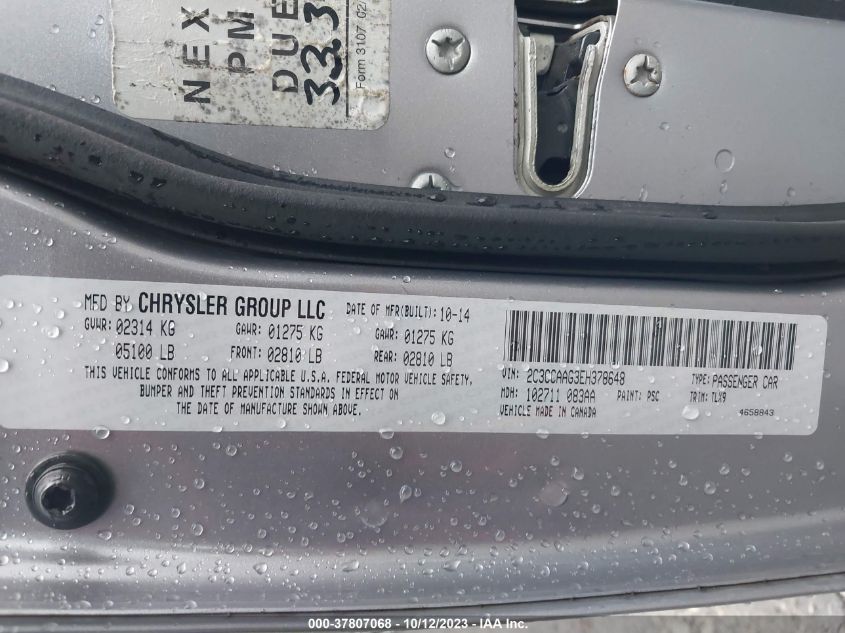 NEX
PM
DUE
333
Form 3107 02
MFD BY CHRYSLER GROUP LLC
DATE OF MFR(BUILT): 10-14
GVWR: 02314 KG GAWR: 01275 KG GAWR: 01275 KG
05100 LB FRONT: 02810 LB REAR: 02810 LB
THIS VEHICLE CONFORMS TO ALL APPLICABLE U.S.A. FEDERAL MOTOR VEHICLE SAFETY,
BUMPER AND THEFT PREVENTION STANDARDS IN EFFECT ON
THE DATE OF MANUFACTURE SHOWN ABOVE.
VIN: 2C3CCAAG3EH378648 TYPE: PASSENGER CAR
MDH: 102711 083AA PAINT: PSC TRIM: TLX9
VEHICLE MADE IN CANADA 4658843
000-37807068 - 10/12/2023 - IAA Inc.